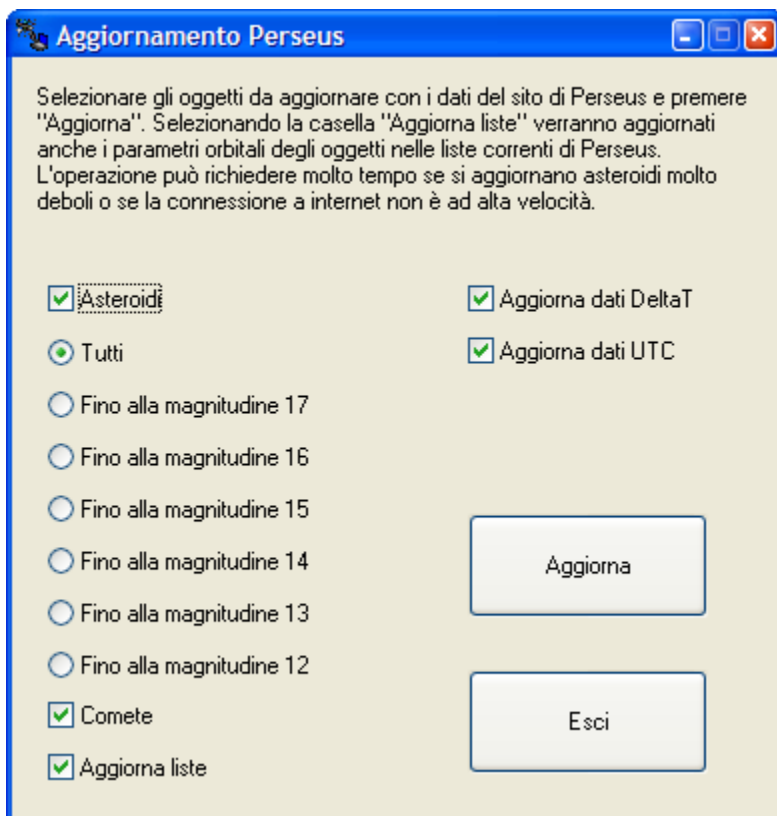 Aggiornamento Perseus
Selezionare gli oggetti da aggiornare con i dati del sito di Perseus e premere
"Aggiorna". Selezionando la casella "Aggiorna liste" verranno aggiornati
anche i parametri orbitali degli oggetti nelle liste correnti di Perseus.
L'operazione può richiedere molto tempo se si aggiornano asteroidi molto
deboli o se la connessione a internet non è ad alta velocità.
Asteroidi
Tutti
Fino alla magnitudine 17
Fino alla magnitudine 16
Fino alla magnitudine 15
Fino alla magnitudine 14
Fino alla magnitudine 13
Fino alla magnitudine 12
Comete
Aggiorna liste
Aggiorna dati DeltaT
Aggiorna dati UTC
Aggiorna
Esci